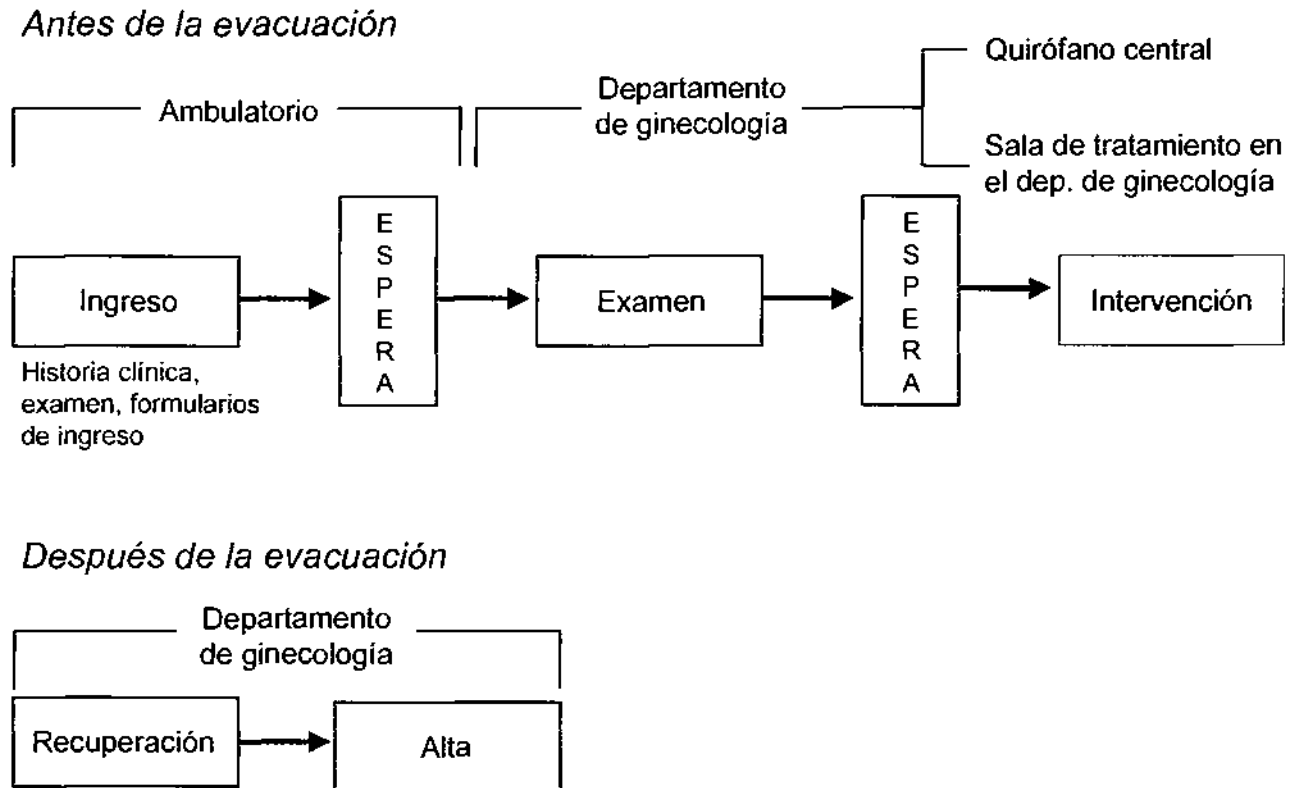 Antes de la evacuación
Quirófano central
Ambulatorio
Departamento
de ginecología
Sala de tratamiento en
el dep. de ginecología
Ingreso
E
S
P
E
R
A
Examen
E
S
P
E
R
A
Intervención
Historia clínica,
examen, formularios
de ingreso
Después de la evacuación
Departamento
de ginecología
Recuperación
Alta